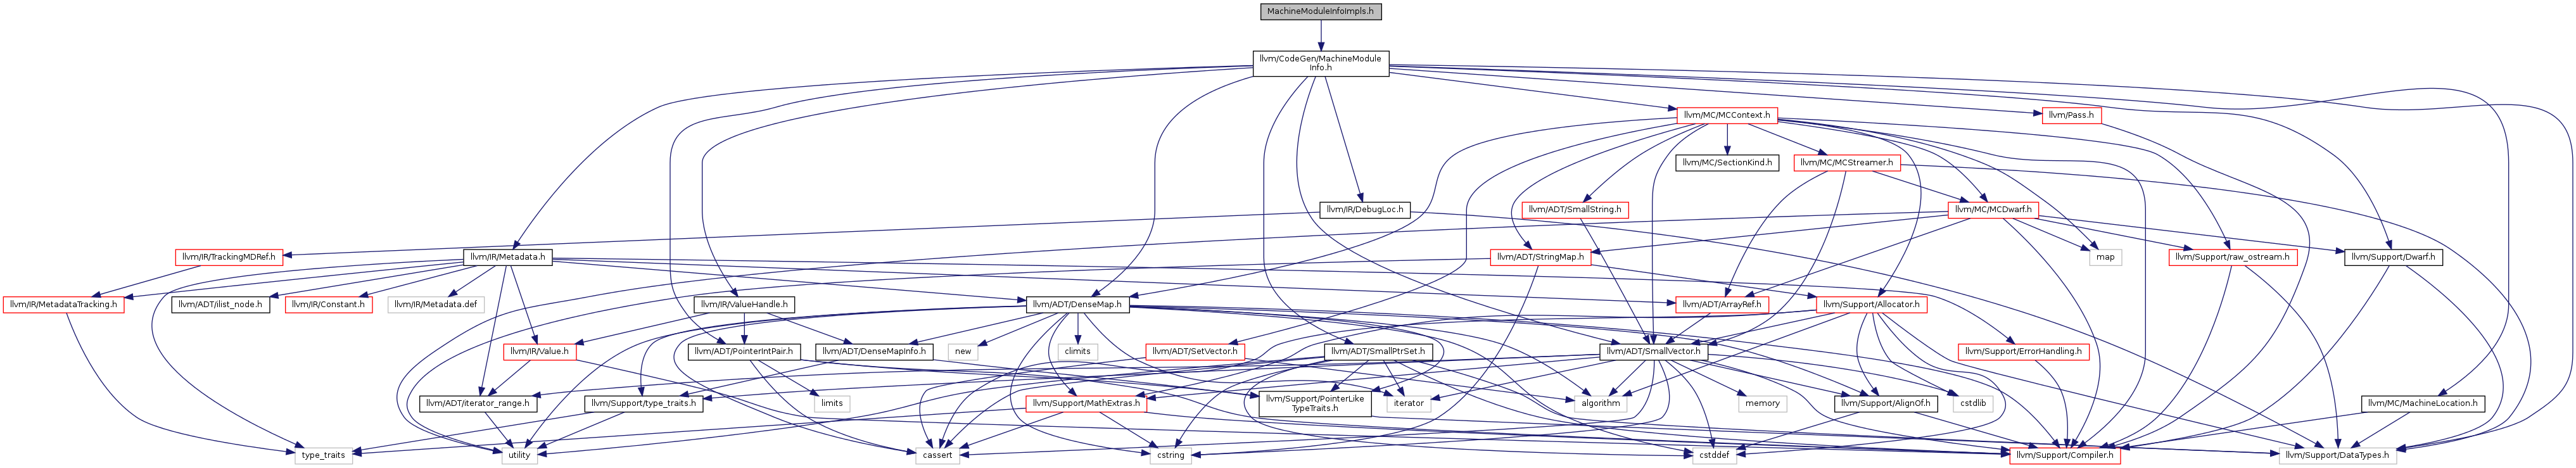 MachineModuleInfoImpls.h
llvm/CodeGen/MachineModule
Info.h
llvm/MC/MCContext.h
llvm/Pass.h
llvm/MC/SectionKind.h
llvm/MC/MCStreamer.h
llvm/IR/DebugLoc.h
llvm/ADT/SmallString.h
llvm/MC/MCDwarf.h
llvm/IR/TrackingMDRef.h
llvm/IR/Metadata.h
llvm/ADT/StringMap.h
map
llvm/Support/raw_ostream.h
llvm/Support/Dwarf.h
llvm/IR/MetadataTracking.h
llvm/ADT/ilist_node.h
llvm/IR/Constant.h
llvm/IR/Metadata.def
llvm/IR/ValueHandle.h
llvm/ADT/DenseMap.h
llvm/ADT/ArrayRef.h
llvm/Support/Allocator.h
llvm/IR/Value.h
llvm/ADT/PointerIntPair.h
llvm/ADT/DenseMapInfo.h
new
climits
llvm/ADT/SetVector.h
llvm/ADT/SmallPtrSet.h
llvm/ADT/SmallVector.h
llvm/Support/ErrorHandling.h
llvm/ADT/iterator_range.h
llvm/Support/type_traits.h
limits
llvm/Support/MathExtras.h
llvm/Support/PointerLike
TypeTraits.h
iterator
algorithm
memory
llvm/Support/AlignOf.h
cstdlib
llvm/MC/MachineLocation.h
type_traits
utility
cassert
cstring
cstddef
llvm/Support/Compiler.h
llvm/Support/DataTypes.h